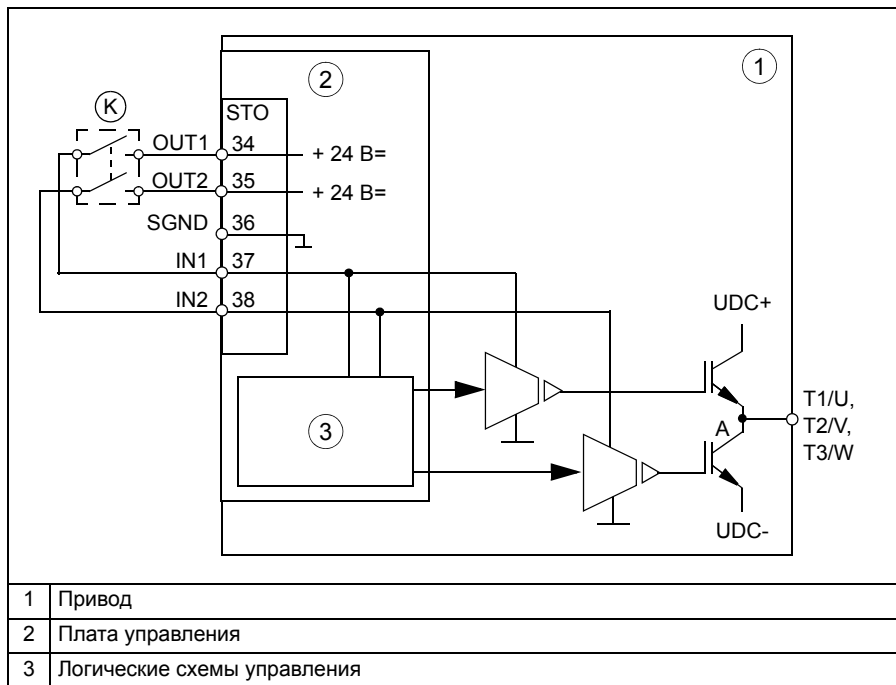 1
2
K
STO
OUT1 34 + 24 В=
OUT2 35 + 24 В=
SGND 36
IN1 37
IN2 38
UDC+
3
A
T1/U,
T2/V,
T3/W
UDC-
1 Привод
2 Плата управления
3 Логические схемы управления